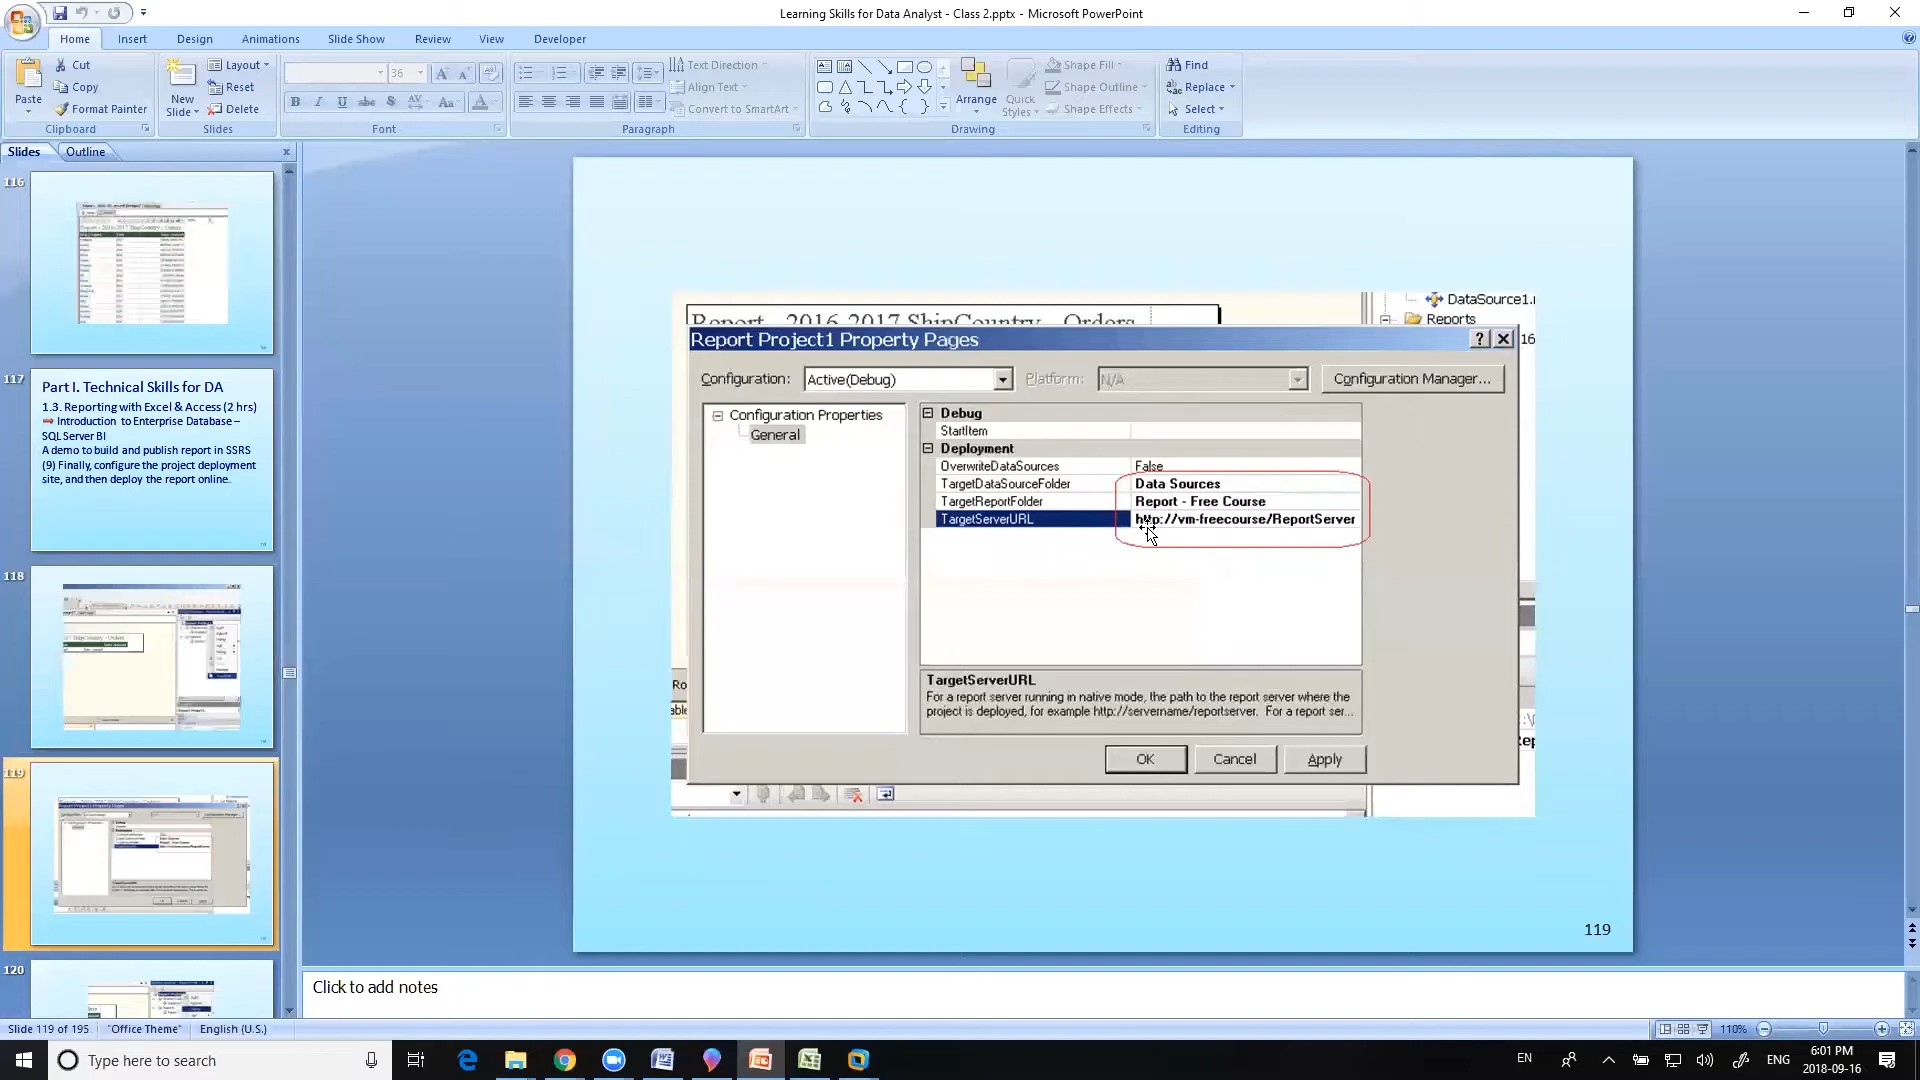 Learning Skills for Data Analyst - Class 2.pptx - Microsoft PowerPoint
Home Insert Design Animations Slide Show Review View Developer
Paste
Cut
Copy
Format Painter
Clipboard
New Slide
Layout
Reset
Delete
Slides
36
Font
Text Direction
Align Text
Convert to SmartArt
Paragraph
Arrange
Quick Styles
Shape Fill
Shape Outline
Shape Effects
Drawing
Find
Replace
Select
Editing
Slides Outline
116
117
Part I. Technical Skills for DA
1.3. Reporting with Excel & Access (2 hrs)
Introduction to Enterprise Database –
SQL Server BI
A demo to build and publish report in SSRS
(9) Finally, configure the project deployment
site, and then deploy the report online.
118
119
120
Report - 2016-2017 ShipCountry - Orders
DataSource1.
Reports
16
Report Project1 Property Pages
Configuration: Active(Debug) Platform: N/A Configuration Manager...
Configuration Properties
General
Debug
StartItem
Deployment
OverwriteDataSources False
TargetDataSourceFolder Data Sources
TargetReportFolder Report - Free Course
TargetServerURL http://vm-freecourse/ReportServer
TargetServerURL
For a report server running in native mode, the path to the report server where the
project is deployed, for example http://servername/reportserver. For a report ser...
Ro
OK Cancel Apply
119
Click to add notes
Slide 119 of 195 "Office Theme" English (U.S.) 110%
Type here to search
EN ENG
6:01 PM
2018-09-16